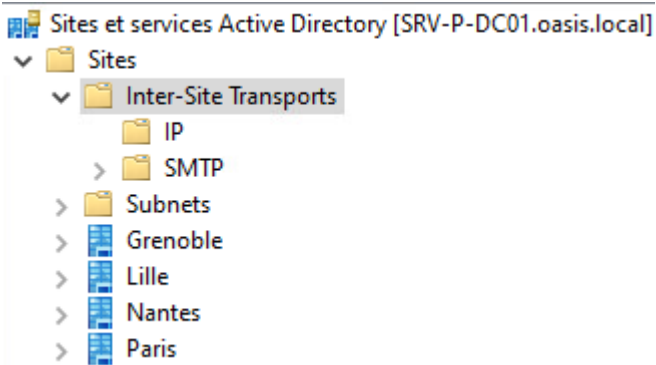 Sites et services Active Directory [SRV-P-DC01.oasis.local]
Sites
Inter-Site Transports
IP
SMTP
Subnets
Grenoble
Lille
Nantes
Paris